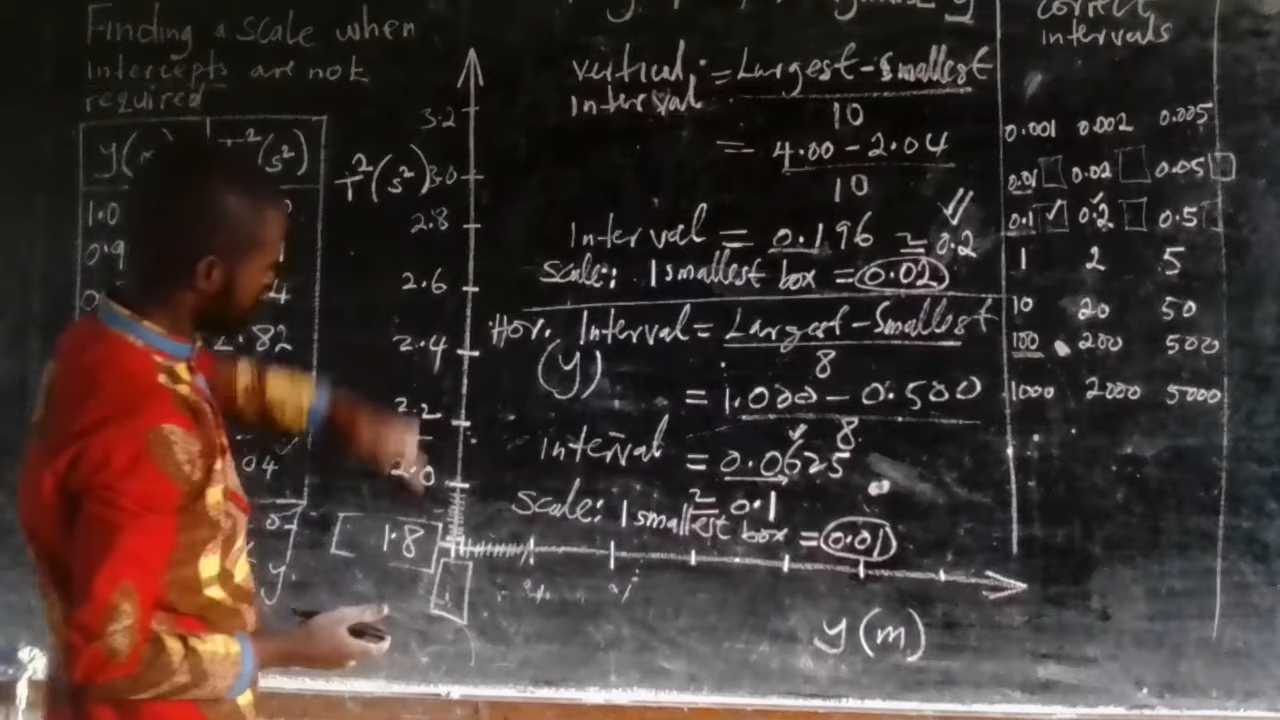 Finding a scale when
intercepts are not
required
y(m) T²(s²)
1.0
0.9
4
.82
04
y
3.2
T²(s²) 3.0
2.8
2.6
2.4
2.2
2.0
1.8
y(m)
vertical = Largest - Smallest
interval
10
= 4.00 - 2.04
10
Interval = 0.196 ≃ 0.2
scale: 1 smallest box = 0.02
Hor. Interval = Largest - Smallest
(y) 8
= 1.000 - 0.500
8
interval = 0.0625
≃ 0.1
scale: 1 smallest box = 0.01
correct
intervals
0.001 0.002 0.005
0.01 0.02 0.05
0.1 ✓ 0.2 0.5
1 2 5
10 20 50
100 200 500
1000 2000 5000